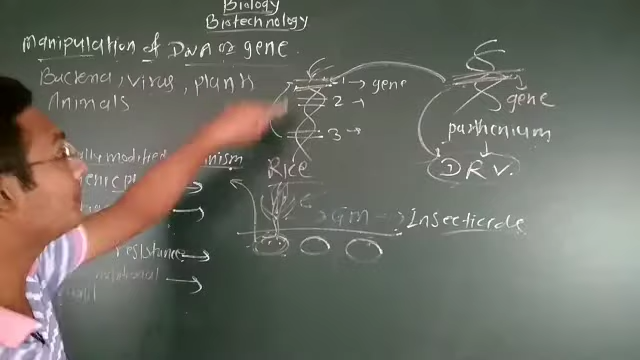 Biology
Biotechnology
Manipulation of DNA or gene.
Bacteria, virus, plants
Animals
modified
resistance
1 → gene
2 →
3 →
Rice
GM → Insecticide
gene
parthenium
D R V.